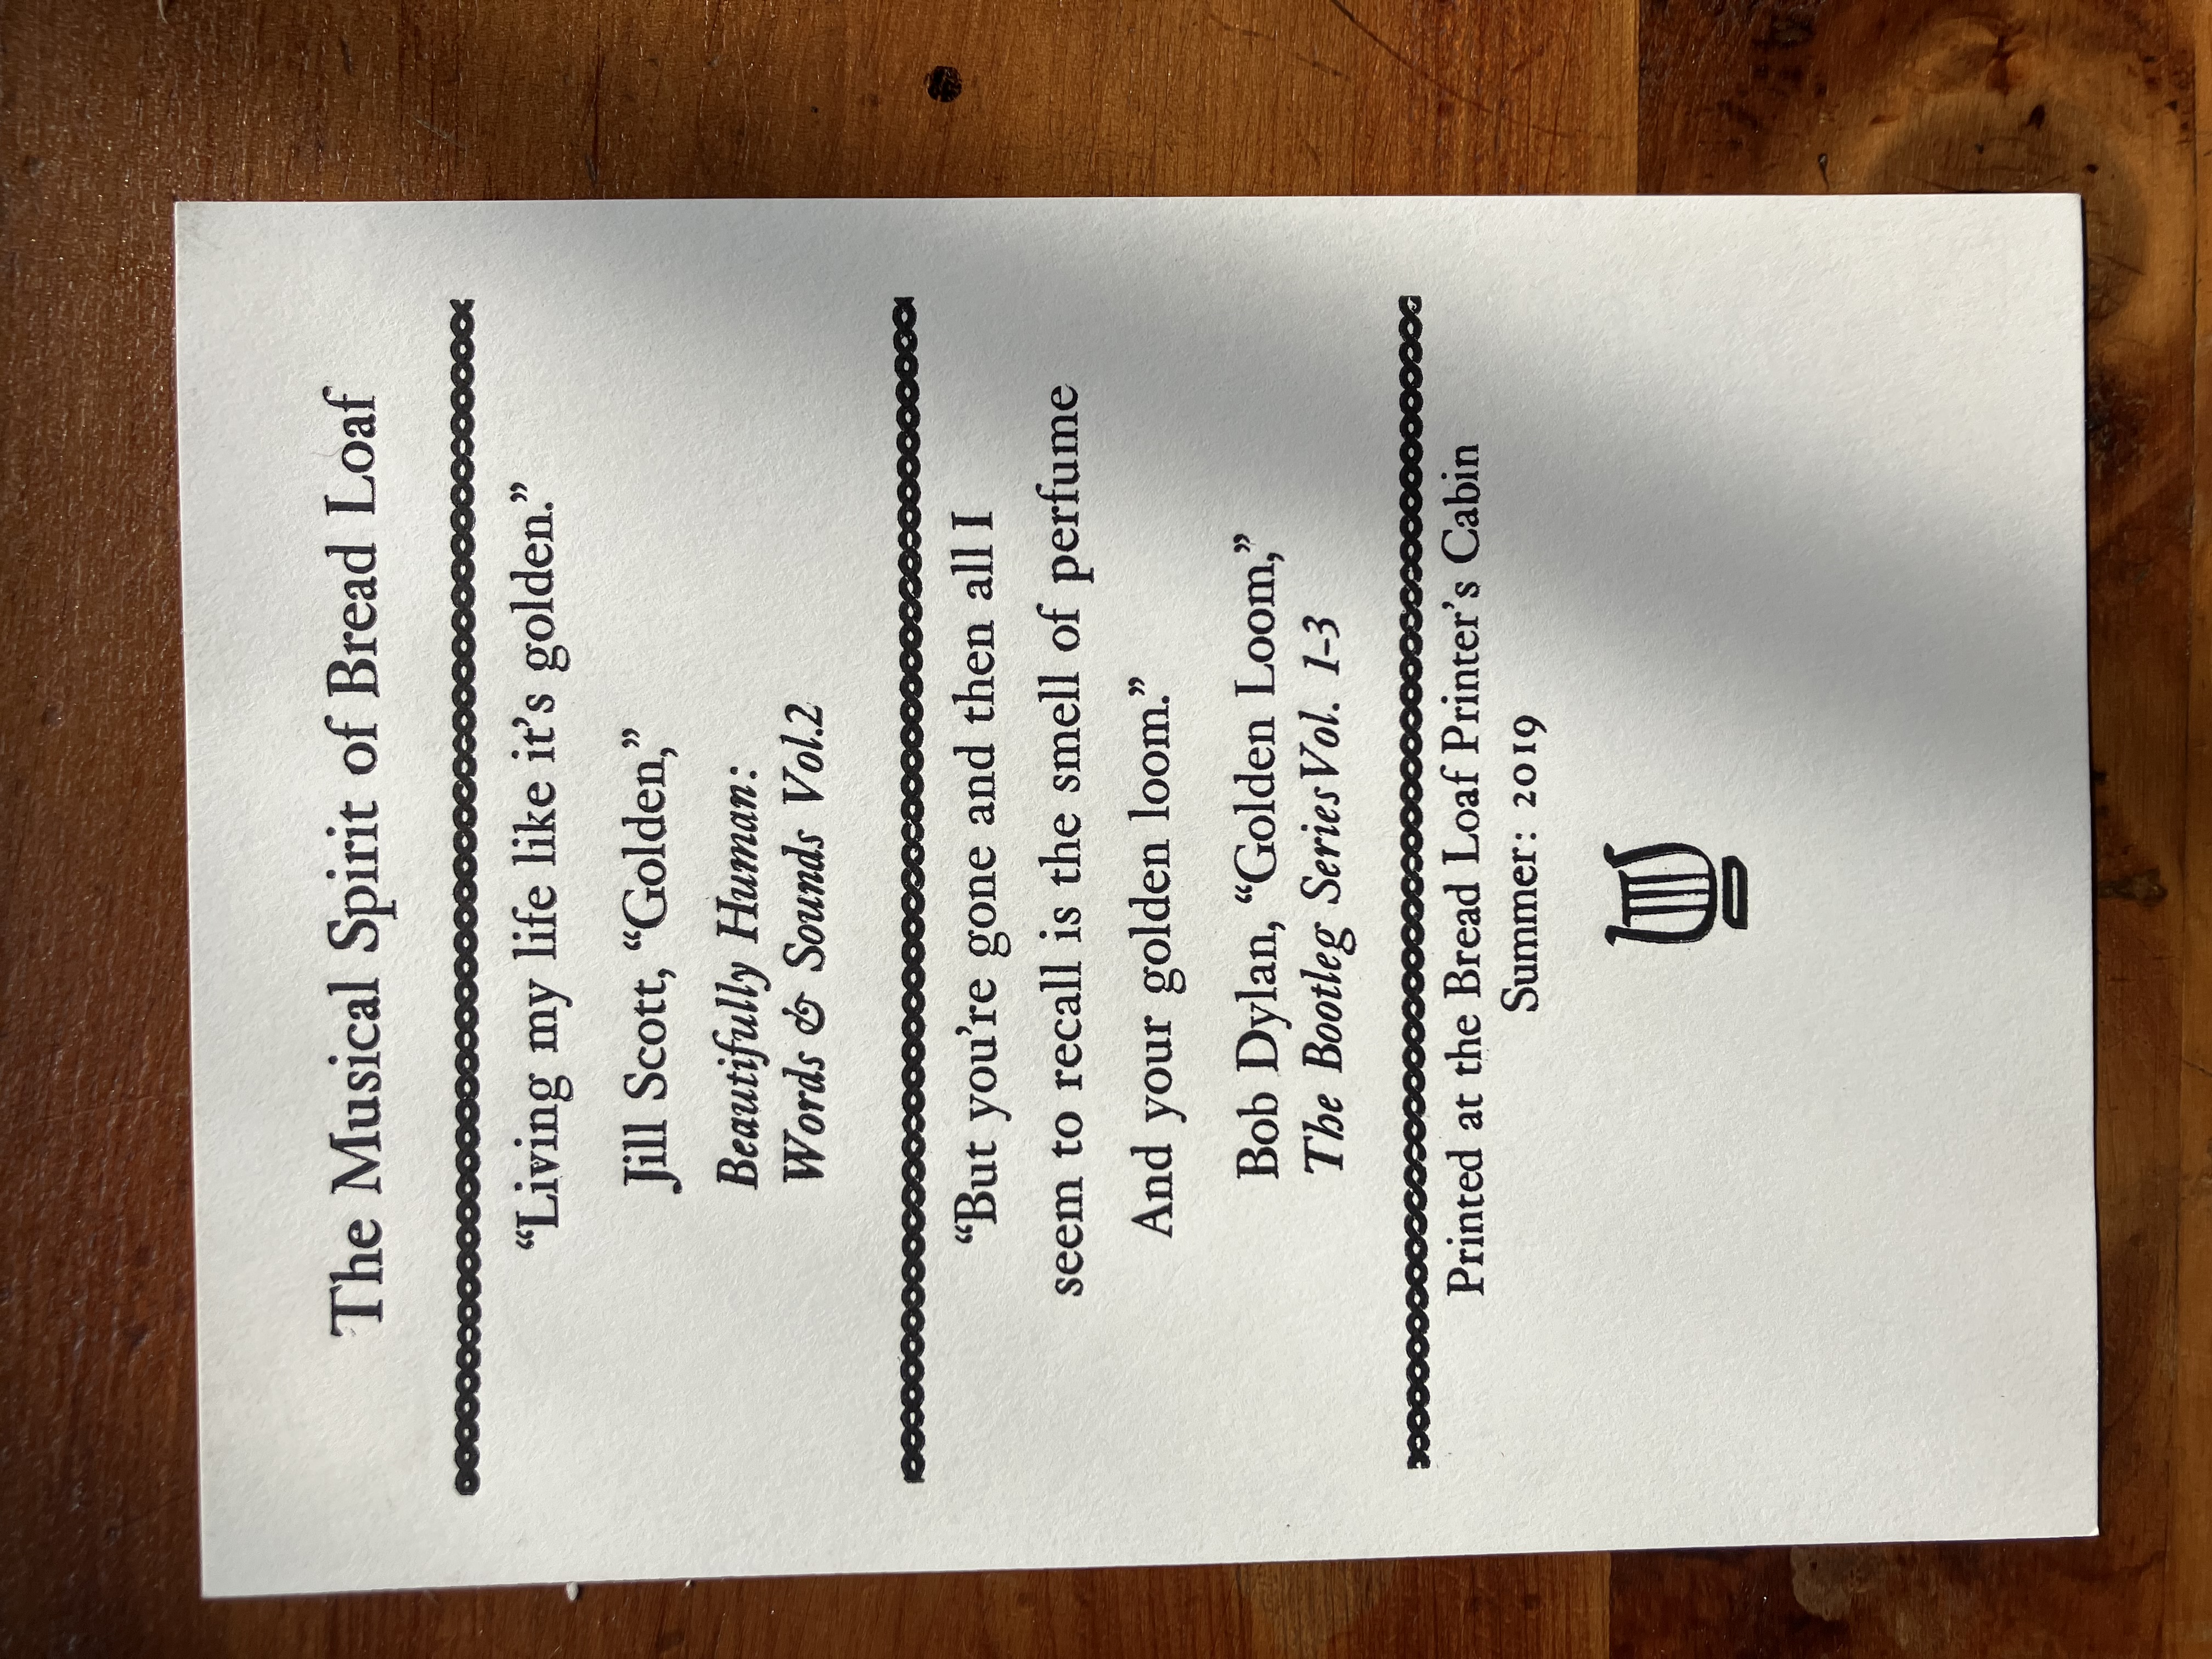 The Musical Spirit of Bread Loaf
“Living my life like it’s golden.”
Jill Scott, “Golden,”
Beautifully Human:
Words & Sounds Vol.2
“But you’re gone and then all I
seem to recall is the smell of perfume
And your golden loom.”
Bob Dylan, “Golden Loom,”
The Bootleg Series Vol. 1-3
Printed at the Bread Loaf Printer’s Cabin
Summer: 2019